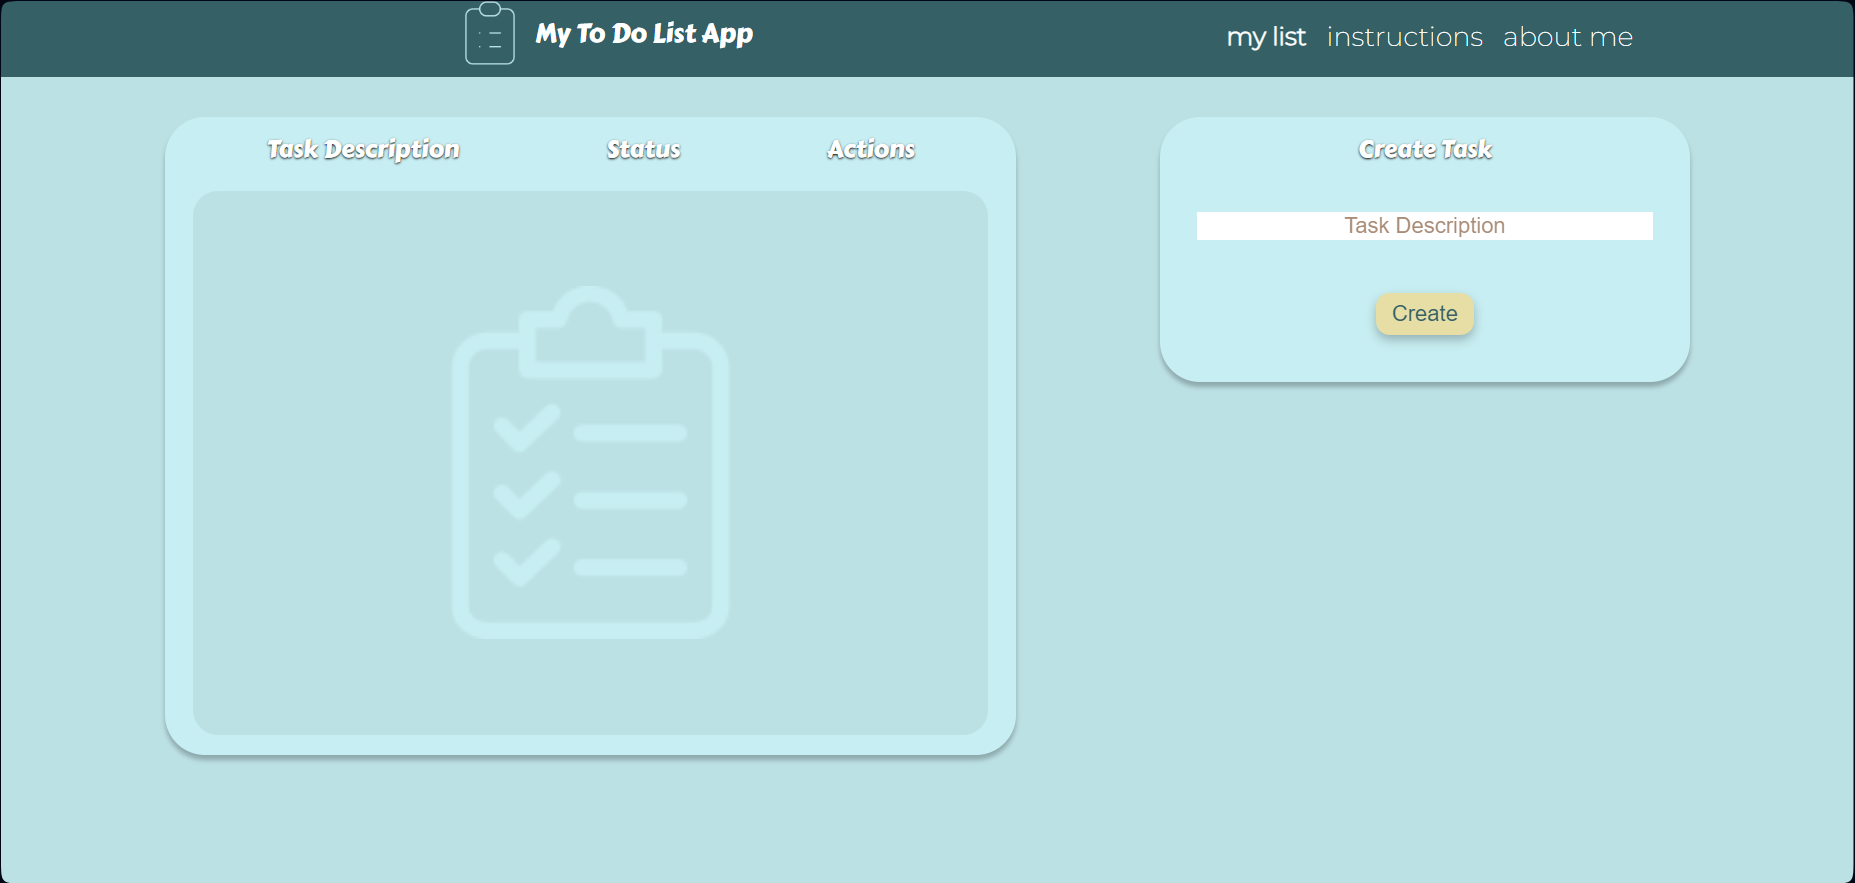 My To Do List App
my list instructions about me
Task Description Status Actions
Create Task
Task Description
Create